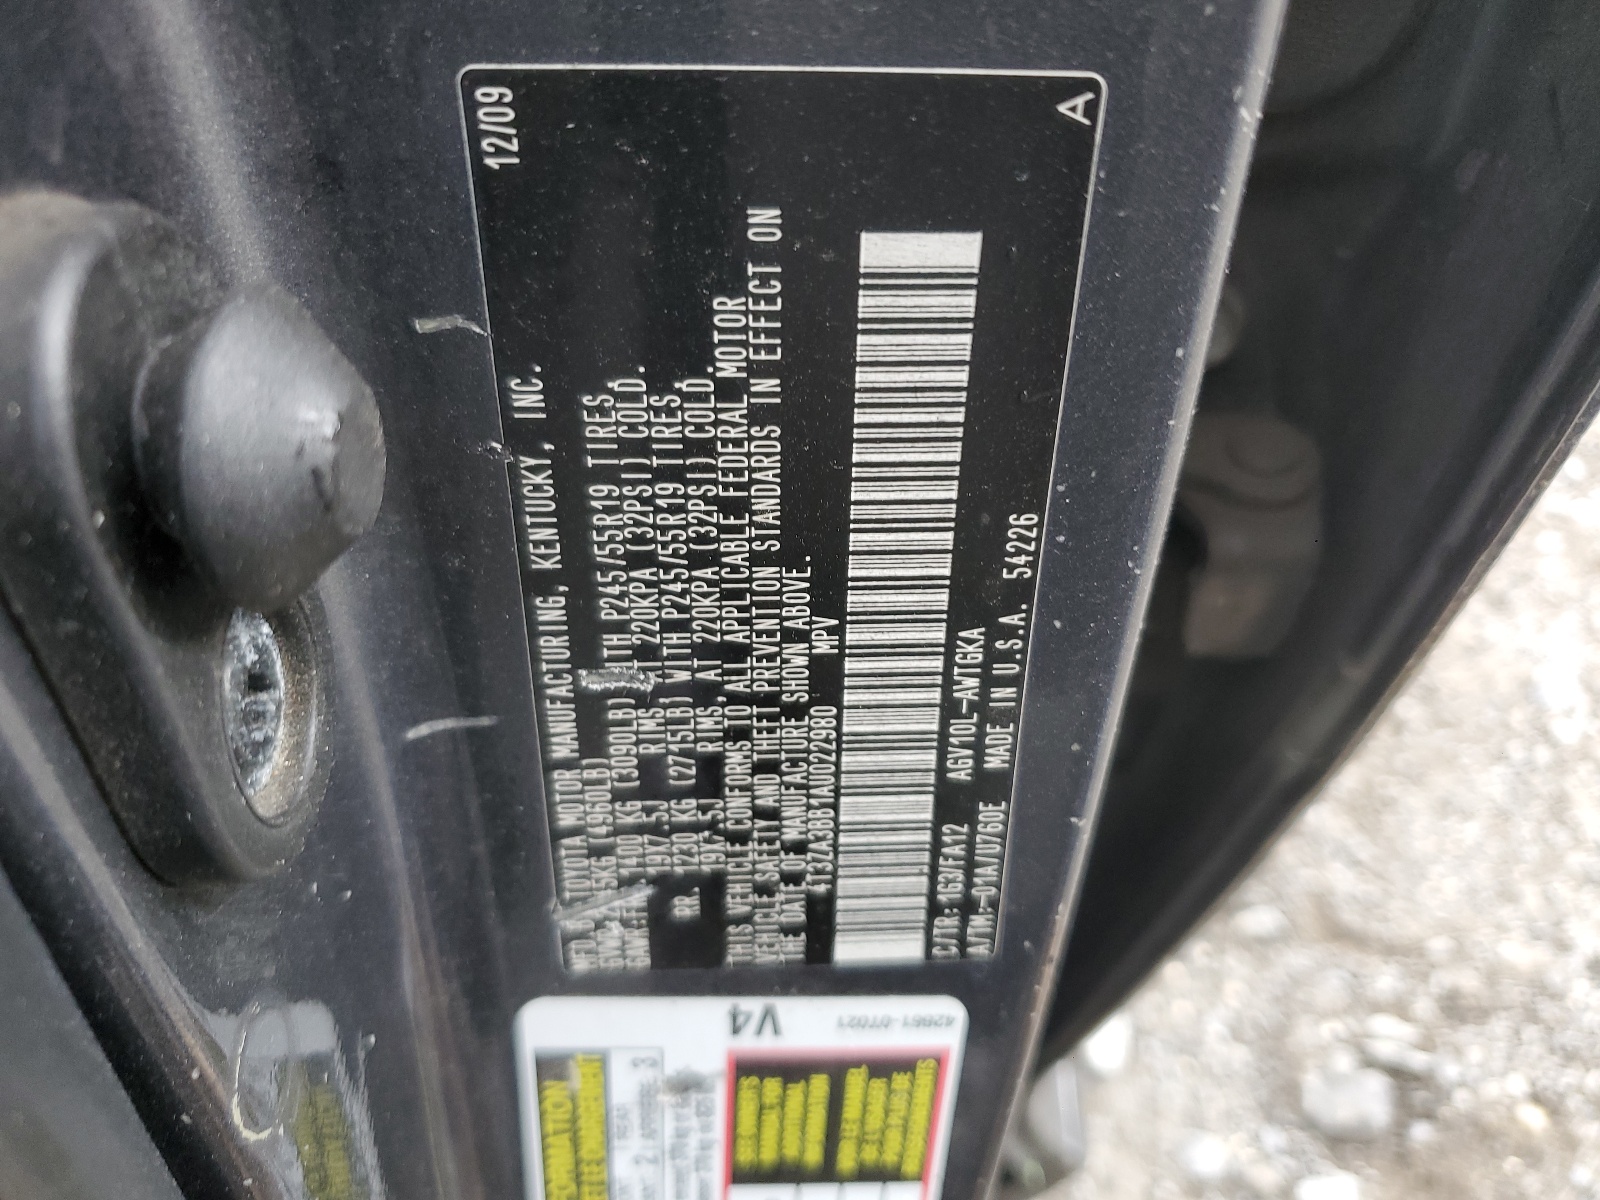 12/09
MFD. BY: TOYOTA MOTOR MANUFACTURING, KENTUCKY, INC.
GVWR 2245KG (4960LB)
GAWR:FR. 1400 KG (3090LB) WITH P245/55R19 TIRES,
19X7.5J RIMS, AT 220KPA (32PSI) COLD.
RR. 1230 KG (2715LB) WITH P245/55R19 TIRES,
19X7.5J RIMS, AT 220KPA (32PSI) COLD.
THIS VEHICLE CONFORMS TO ALL APPLICABLE FEDERAL MOTOR
VEHICLE SAFETY AND THEFT PREVENTION STANDARDS IN EFFECT ON
THE DATE OF MANUFACTURE SHOWN ABOVE.
4T3ZA3BB1AU022980 MPV
C/TR: 1G3/FA12 AGV10L-AWTGKA
A/TM:-01A/U760E MADE IN U.S.A. 54226
A
V4
42861-0T021